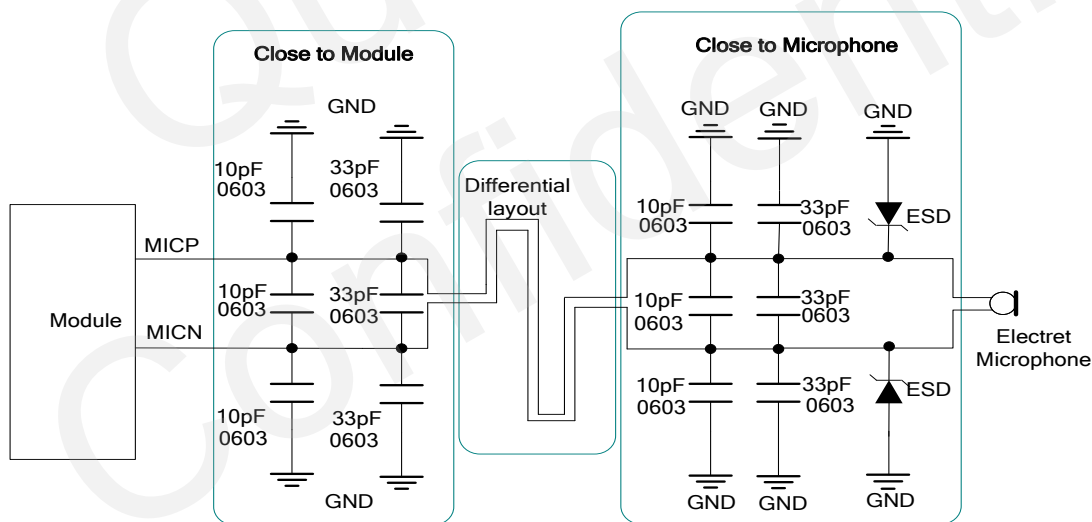 Close to Module
Close to Microphone
GND
GND
GND
GND
10pF
0603
33pF
0603
Differential
layout
10pF
0603
33pF
0603
ESD
MICP
10pF
0603
33pF
0603
10pF
0603
33pF
0603
Module
MICN
Electret
Microphone
10pF
0603
33pF
0603
10pF
0603
33pF
0603
ESD
GND
GND
GND
GND